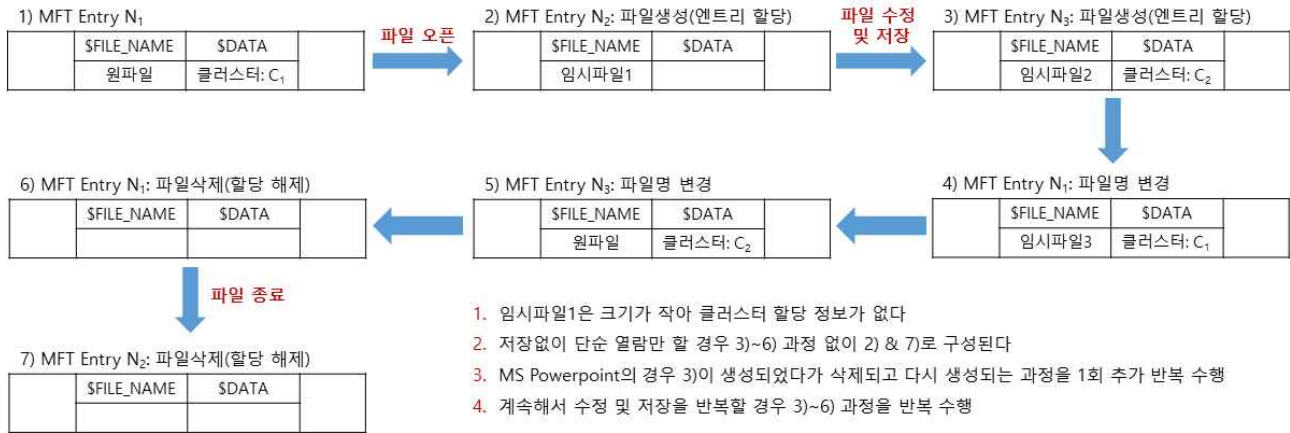 1) MFT Entry N₁
$FILE_NAME $DATA
원파일 클러스터: C₁
파일 오픈
2) MFT Entry N₂: 파일생성(엔트리 할당)
$FILE_NAME $DATA
임시파일1
파일 수정
및 저장
3) MFT Entry N₃: 파일생성(엔트리 할당)
$FILE_NAME $DATA
임시파일2 클러스터: C₂
6) MFT Entry N₁: 파일삭제(할당 해제)
$FILE_NAME $DATA
5) MFT Entry N₃: 파일명 변경
$FILE_NAME $DATA
원파일 클러스터: C₂
4) MFT Entry N₁: 파일명 변경
$FILE_NAME $DATA
임시파일3 클러스터: C₁
파일 종료
7) MFT Entry N₂: 파일삭제(할당 해제)
$FILE_NAME $DATA
1. 임시파일1은 크기가 작아 클러스터 할당 정보가 없다
2. 저장없이 단순 열람만 할 경우 3)~6) 과정 없이 2) & 7)로 구성된다
3. MS Powerpoint의 경우 3)이 생성되었다가 삭제되고 다시 생성되는 과정을 1회 추가 반복 수행
4. 계속해서 수정 및 저장을 반복할 경우 3)~6) 과정을 반복 수행